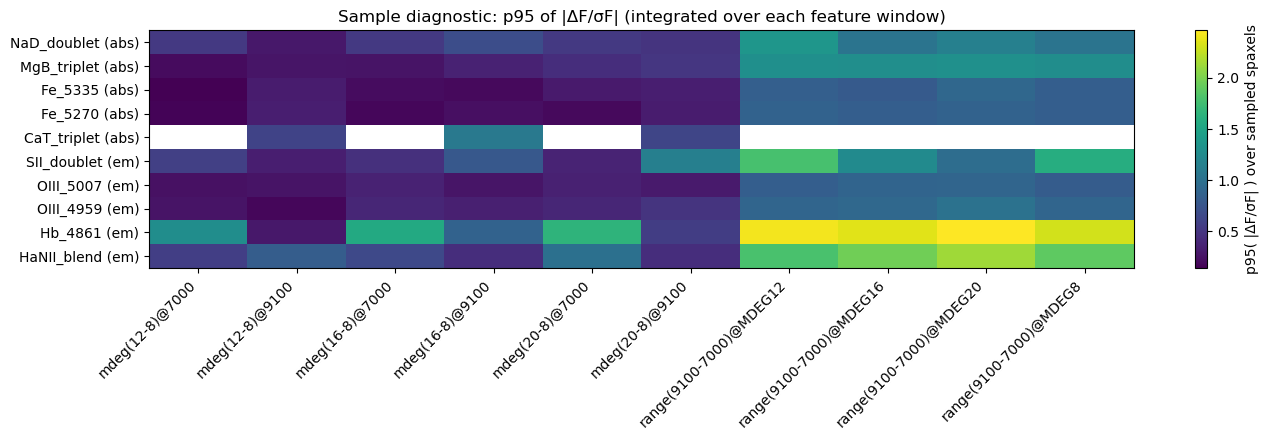 Sample diagnostic: p95 of |ΔF/σF| (integrated over each feature window)
NaD_doublet (abs)
MgB_triplet (abs)
Fe_5335 (abs)
Fe_5270 (abs)
CaT_triplet (abs)
SII_doublet (em)
OIII_5007 (em)
OIII_4959 (em)
Hb_4861 (em)
HaNII_blend (em)
mdeg(12-8)@7000
mdeg(12-8)@9100
mdeg(16-8)@7000
mdeg(16-8)@9100
mdeg(20-8)@7000
mdeg(20-8)@9100
range(9100-7000)@MDEG12
range(9100-7000)@MDEG16
range(9100-7000)@MDEG20
range(9100-7000)@MDEG8
2.0
1.5
1.0
0.5
p95( |ΔF/σF| ) over sampled spaxels